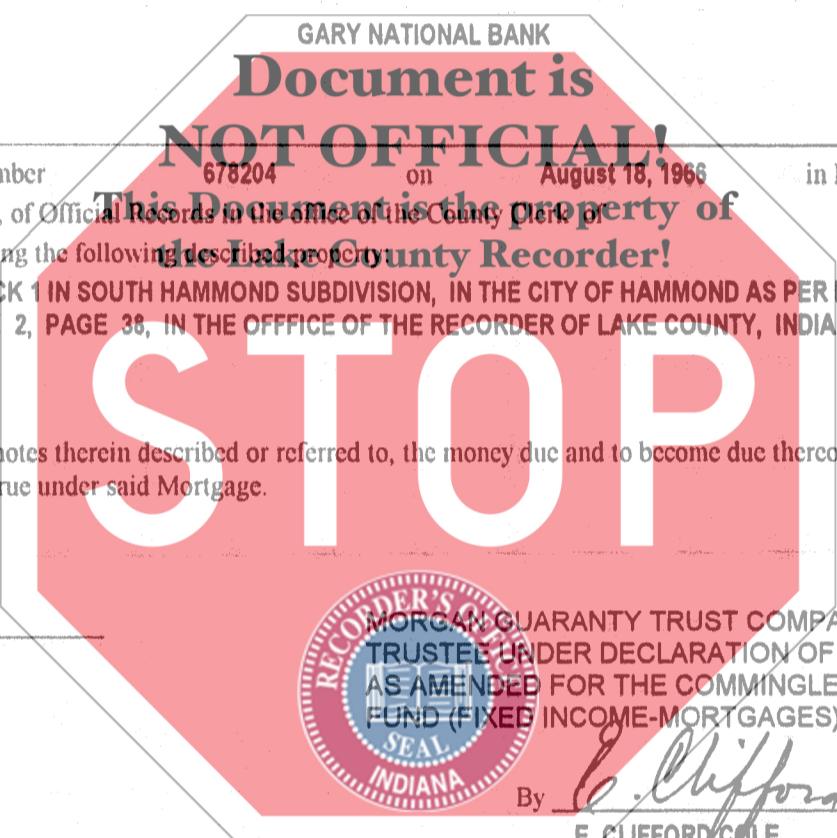 GARY NATIONAL BANK
Document is
NOT OFFICIAL!
mber 678204 on August 18, 1966 in
This Document is the property of
, of Official Records in the office of the County Clerk of
ng the following described property:
the Lake County Recorder!
CK 1 IN SOUTH HAMMOND SUBDIVISION, IN THE CITY OF HAMMOND AS PER
2, PAGE 38, IN THE OFFFICE OF THE RECORDER OF LAKE COUNTY, INDIA
STOP
notes therein described or referred to, the money due and to become due thereo
rue under said Mortgage.
RECORDER'S OFFICE
SEAL
INDIANA
MORGAN GUARANTY TRUST COMPA
TRUSTEE UNDER DECLARATION OF
AS AMENDED FOR THE COMMINGLE
FUND (FIXED INCOME-MORTGAGES)
By E. Clifford
E. CLIFFORD COLE